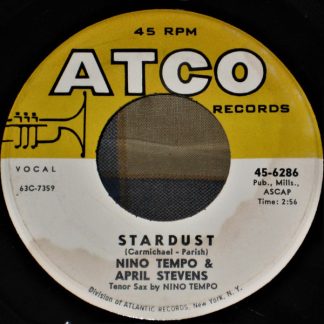 45 RPM
ATCO
RECORDS
VOCAL
63C-7359
45-6286
Pub., Mills,
ASCAP
Time: 2:56
STARDUST
(Carmichael - Parish)
NINO TEMPO &
APRIL STEVENS
Tenor Sax by NINO TEMPO
Division of ATLANTIC RECORDS, New York, N. Y.